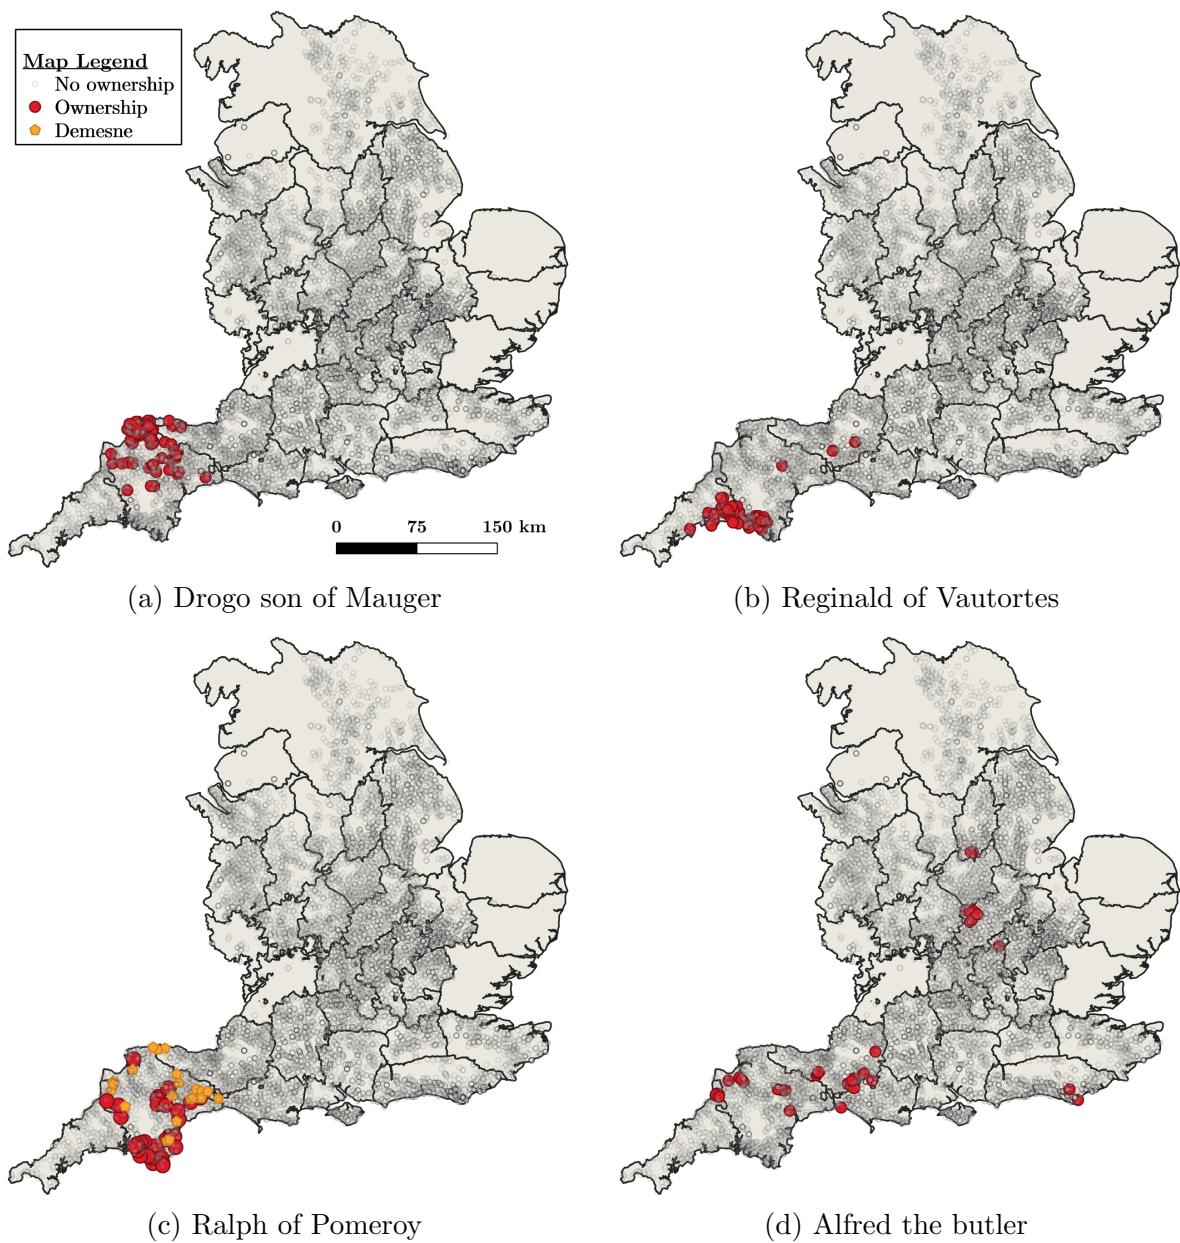 Map Legend
No ownership
Ownership
Demesne
0 75 150 km
(a) Drogo son of Mauger
(b) Reginald of Vautortes
(c) Ralph of Pomeroy
(d) Alfred the butler